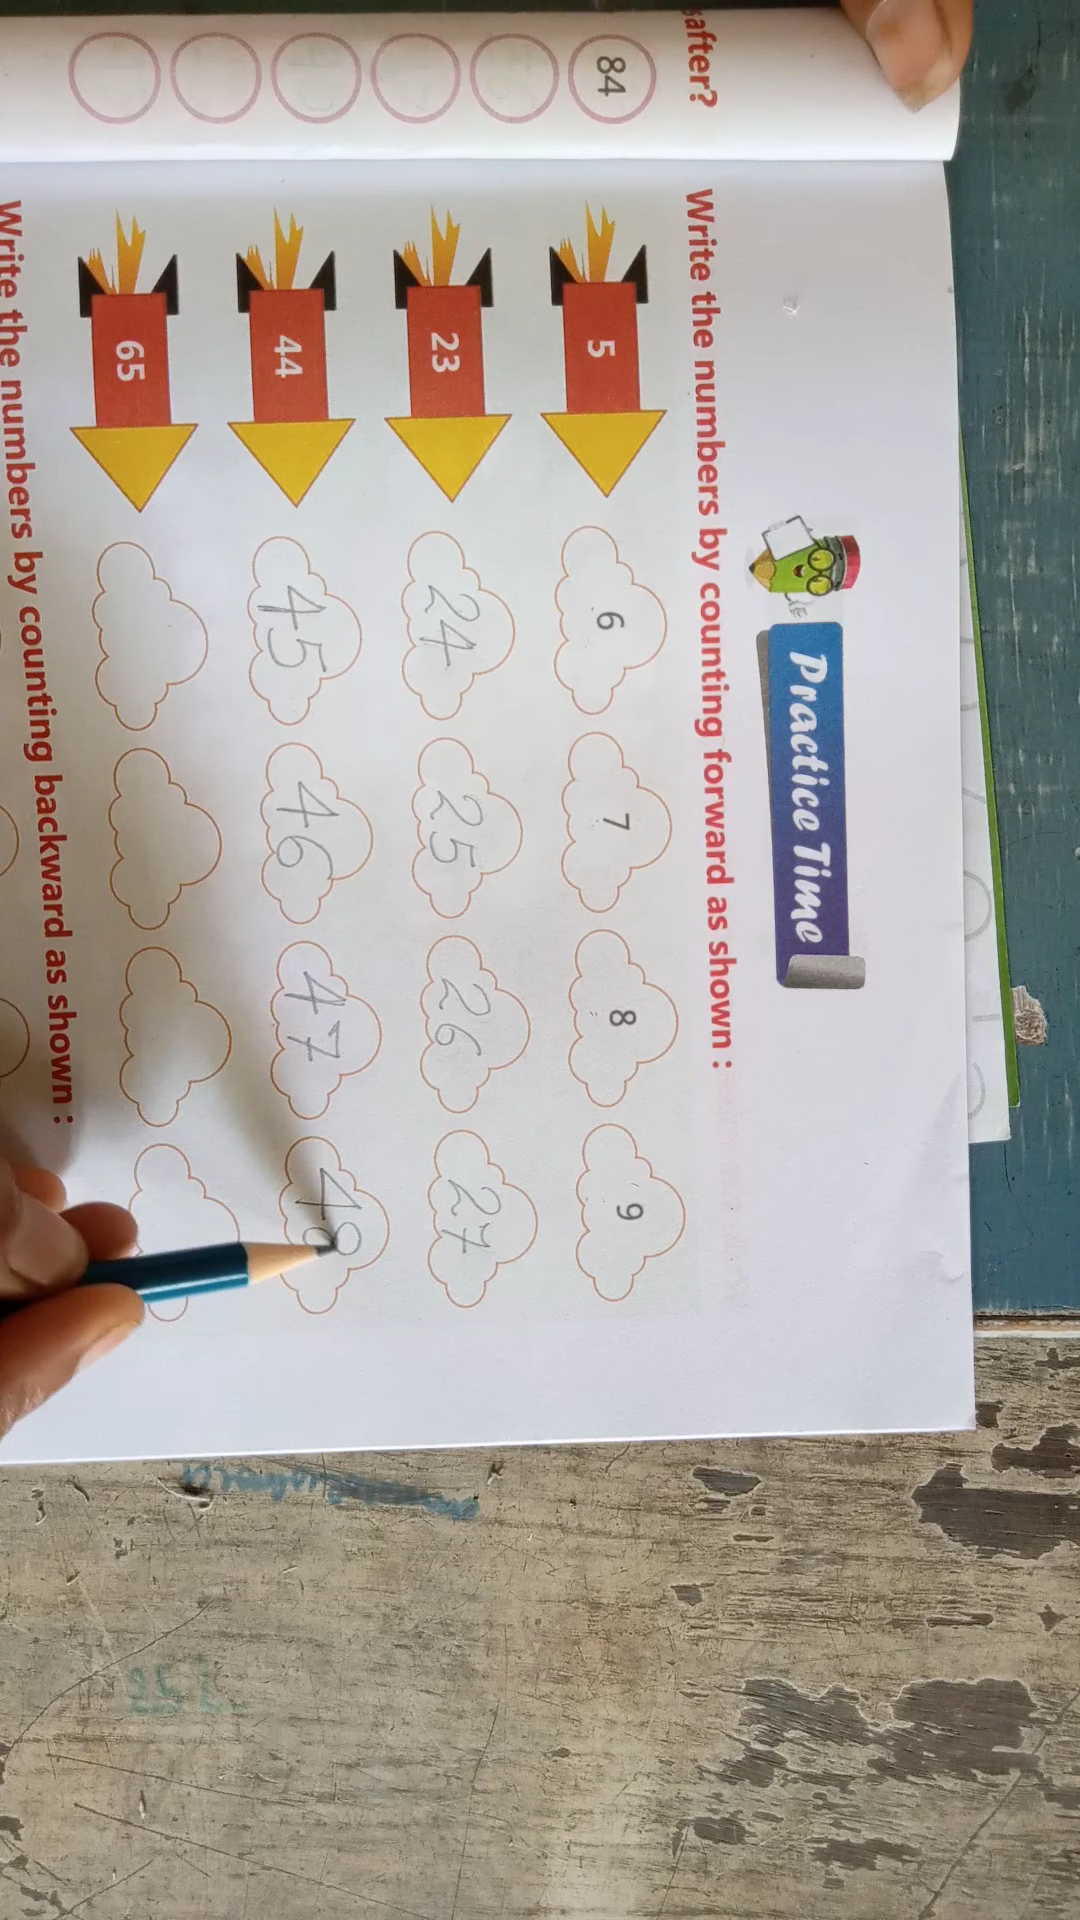 after?
84
Practice Time
Write the numbers by counting forward as shown :
5 6 7 8 9
23 24 25 26 27
44 45 46 47 48
65
Write the numbers by counting backward as shown :